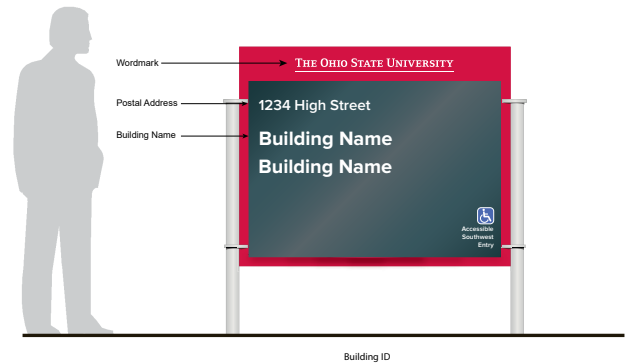 Wordmark
THE OHIO STATE UNIVERSITY
Postal Address
1234 High Street
Building Name
Building Name
Building Name
Accessible
Southwest
Entry
Building ID